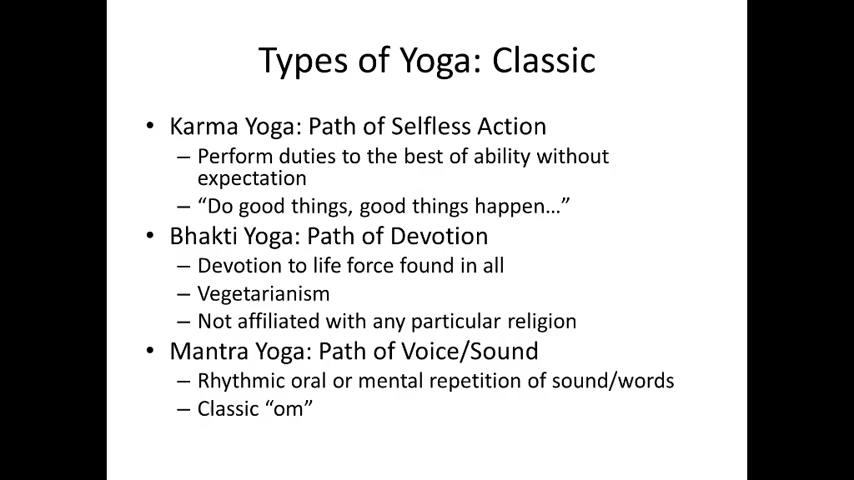 Types of Yoga: Classic
• Karma Yoga: Path of Selfless Action
– Perform duties to the best of ability without
expectation
– “Do good things, good things happen…”
• Bhakti Yoga: Path of Devotion
– Devotion to life force found in all
– Vegetarianism
– Not affiliated with any particular religion
• Mantra Yoga: Path of Voice/Sound
– Rhythmic oral or mental repetition of sound/words
– Classic “om”